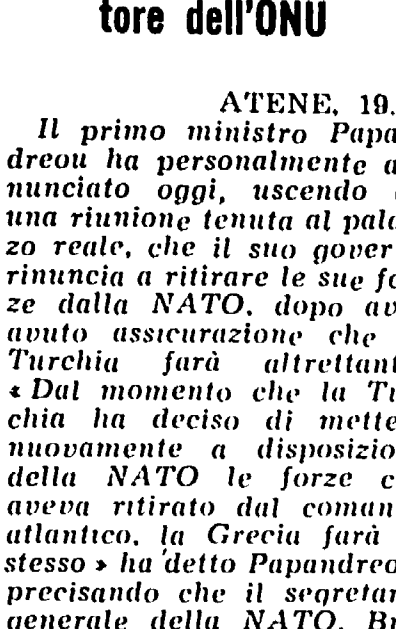 tore dell'ONU
ATENE, 19.
Il primo ministro Papa
dreou ha personalmente a
nunciato oggi, uscendo
una riunione tenuta al pala
zo reale, che il suo gover
rinuncia a ritirare le sue fo
ze dalla NATO, dopo av
avuto assicurazione che
Turchia farà altrettant
« Dal momento che la Tu
chia ha deciso di mette
nuovamente a disposizio
della NATO le forze c
aveva ritirato dal coman
atlantico, la Grecia farà
stesso » ha detto Papandreo
precisando che il segretar
generale della NATO, Br